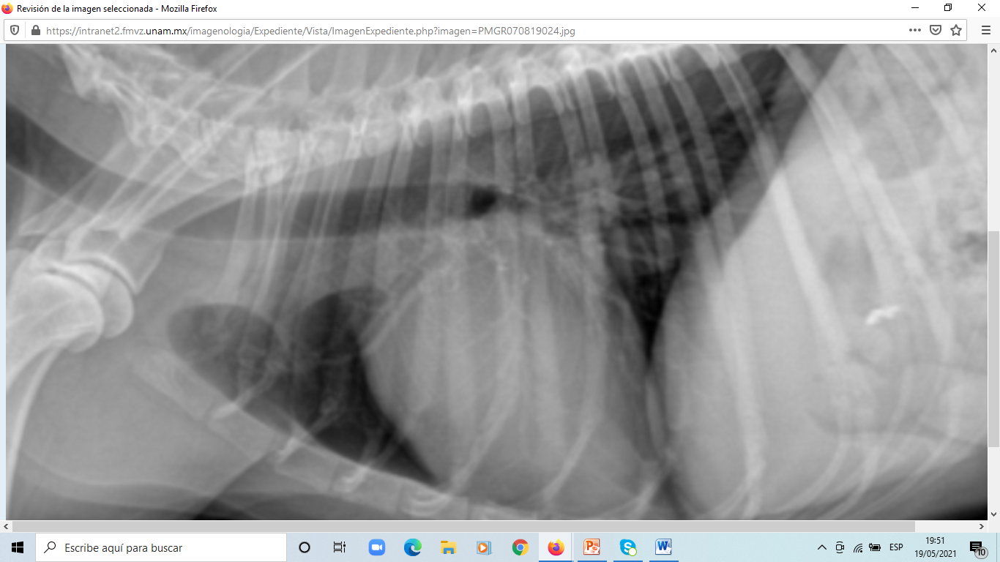 Revisión de la imagen seleccionada - Mozilla Firefox
https://intranet2.fmvz.unam.mx/imagenologia/Expediente/Vista/ImagenExpediente.php?imagen=PMGR070819024.jpg
Escribe aquí para buscar
ESP
19:51
19/05/2021
10